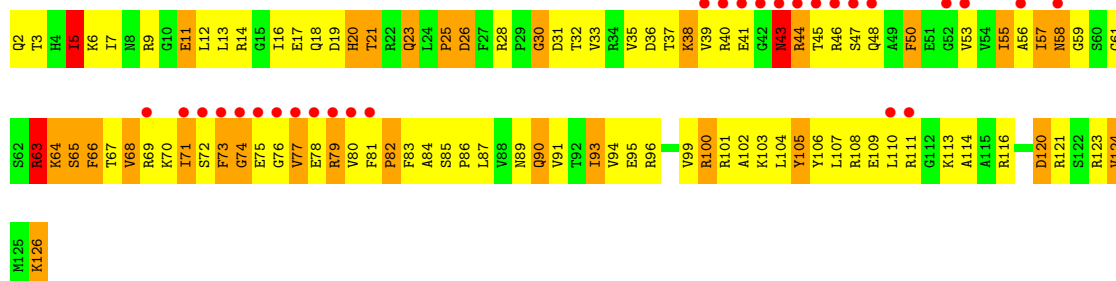 Q2 T3 H4 I5 K6 I7 N8 R9 G10 E11 L12 L13 R14 G15 I16 E17 Q18 D19 H20 T21 R22 Q23 L24 P25 D26 F27 R28 P29 G30 D31 T32 V33 R34 V35 D36 T37 K38 V39 R40 E41 G42 N43 R44 T45 R46 S47 Q48 A49 F50 E51 G52 V53 V54 I55 A56 I57 N58 G59 S60 G61
S62 R63 K64 S65 F66 T67 V68 R69 K70 I71 S72 F73 G74 E75 G76 V77 E78 R79 V80 F81 P82 F83 A84 S85 P86 L87 V88 N89 Q90 V91 T92 I93 V94 E95 R96 V99 R100 R101 A102 K103 L104 Y105 Y106 L107 R108 E109 L110 R111 G112 K113 A114 A115 R116 D120 R121 S122 R123 V124
M125 K126